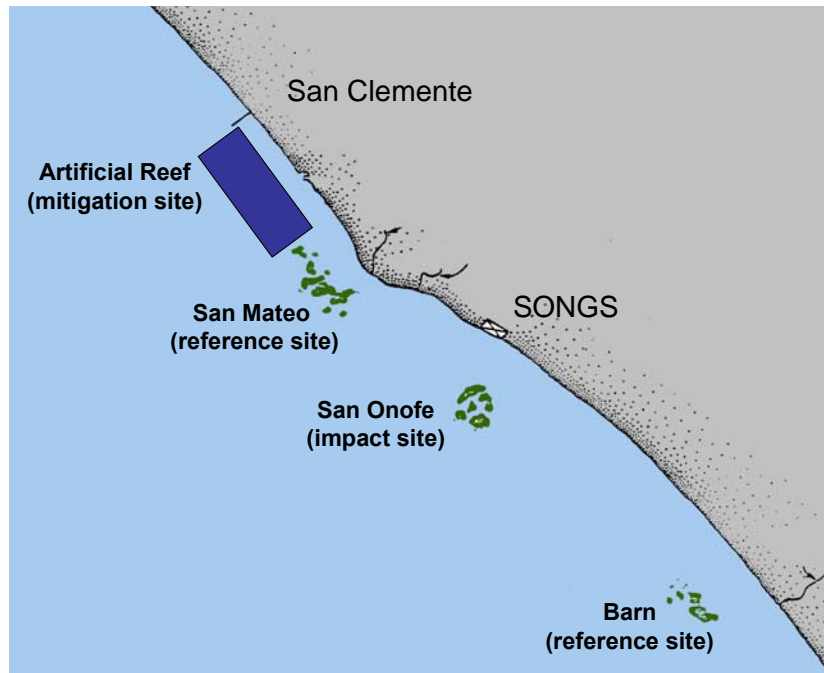 San Clemente
Artificial Reef
(mitigation site)
San Mateo
(reference site)
SONGS
San Onofe
(impact site)
Barn
(reference site)